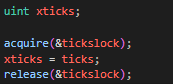 uint xticks;
acquire(&tickslock);
xticks = ticks;
release(&tickslock);